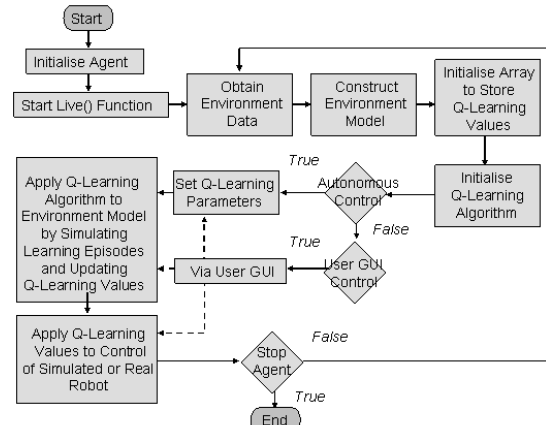 Start
Initialise Agent
Start Live() Function
Obtain
Environment
Data
Construct
Environment
Model
Initialise Array
to Store
Q-Learning
Values
Initialise
Q-Learning
Algorithm
Autonomous
Control
True
False
Set Q-Learning
Parameters
Apply Q-Learning
Algorithm to
Environment Model
by Simulating
Learning Episodes
and Updating
Q-Learning Values
User GUI
Control
True
Via User GUI
Apply Q-Learning
Values to Control
of Simulated or Real
Robot
Stop
Agent
False
True
End